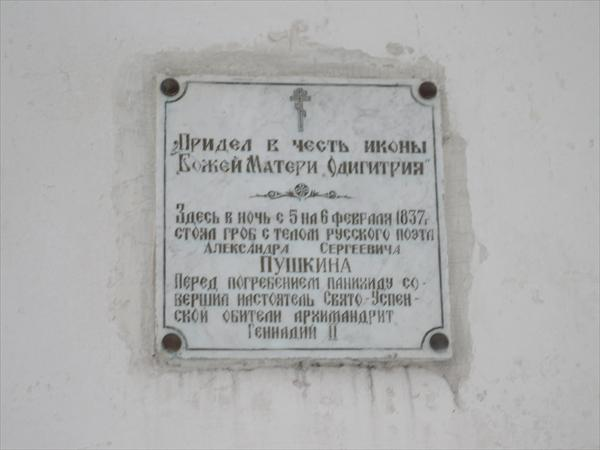 „Придел в честь иконы
Божей Матери „Одигитрия"
Здесь в ночь с 5 на 6 февраля 1837г
стоял гроб с телом русского поэта
Александра Сергеевича
ПУШКИНА
Перед погребением панихиду со-
вершил настоятель Свято-Успен-
ской обители архимандрит
Геннадий II